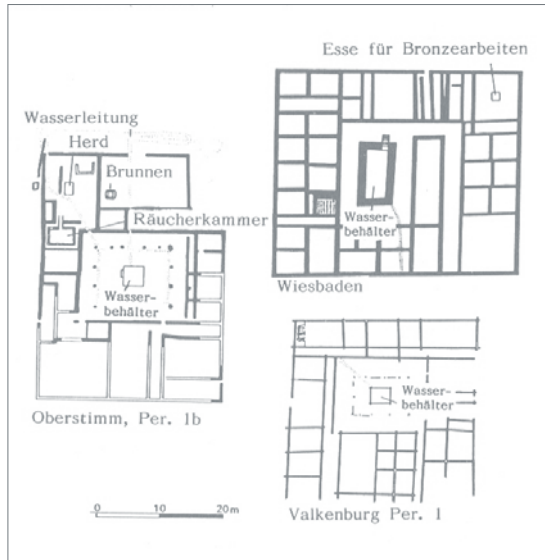 Esse für Bronzearbeiten
Wasserleitung
Herd
Brunnen
Räucherkammer
Wasser-
behälter
Oberstimm, Per. 1b
Wasser-
behälter
Wiesbaden
Wasser-
behälter
Valkenburg Per. 1
0 10 20m